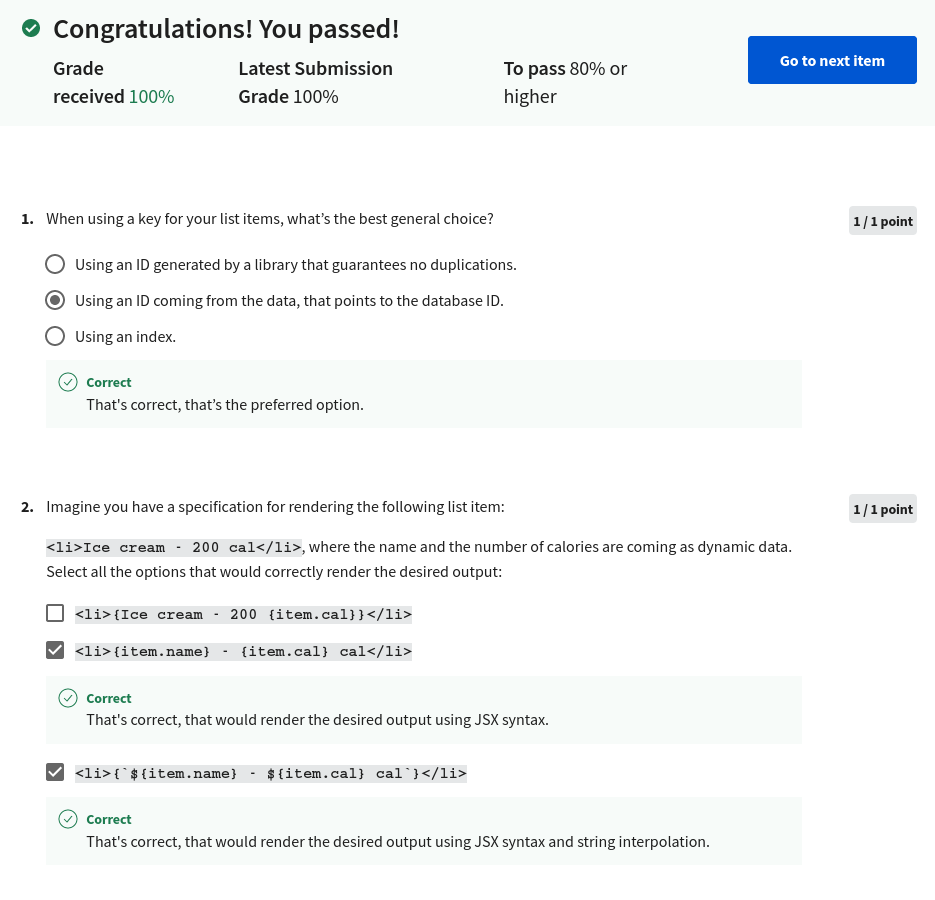 Congratulations! You passed!
Grade received 100%
Latest Submission Grade 100%
To pass 80% or higher
Go to next item
1. When using a key for your list items, what’s the best general choice?
1 / 1 point
Using an ID generated by a library that guarantees no duplications.
Using an ID coming from the data, that points to the database ID.
Using an index.
Correct
That's correct, that’s the preferred option.
2. Imagine you have a specification for rendering the following list item:
1 / 1 point
<li>Ice cream - 200 cal</li>, where the name and the number of calories are coming as dynamic data.
Select all the options that would correctly render the desired output:
<li>{Ice cream - 200 {item.cal}}</li>
<li>{item.name} - {item.cal} cal</li>
Correct
That's correct, that would render the desired output using JSX syntax.
<li>{`${item.name} - ${item.cal} cal`}</li>
Correct
That's correct, that would render the desired output using JSX syntax and string interpolation.